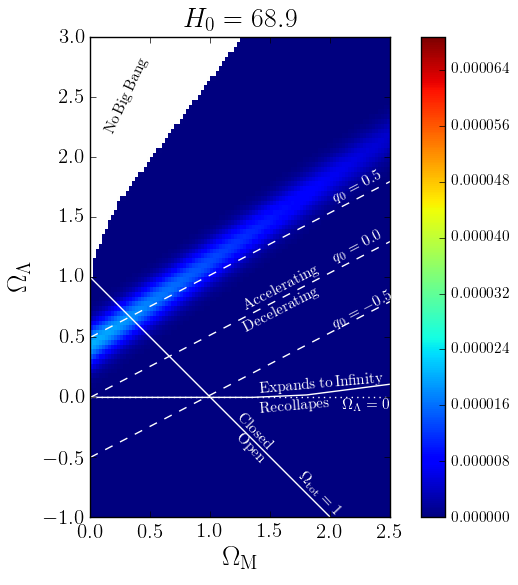 H₀ = 68.9
3.0
2.5
2.0
1.5
1.0
0.5
0.0
−0.5
−1.0
Ω_Λ
No Big Bang
q₀ = 0.5
q₀ = 0.0
q₀ = −0.5
Accelerating
Decelerating
Expands to Infinity
Recollapes
Ω_Λ = 0
Closed
Open
Ω_tot = 1
0.0 0.5 1.0 1.5 2.0 2.5
Ω_M
0.000064
0.000056
0.000048
0.000040
0.000032
0.000024
0.000016
0.000008
0.000000